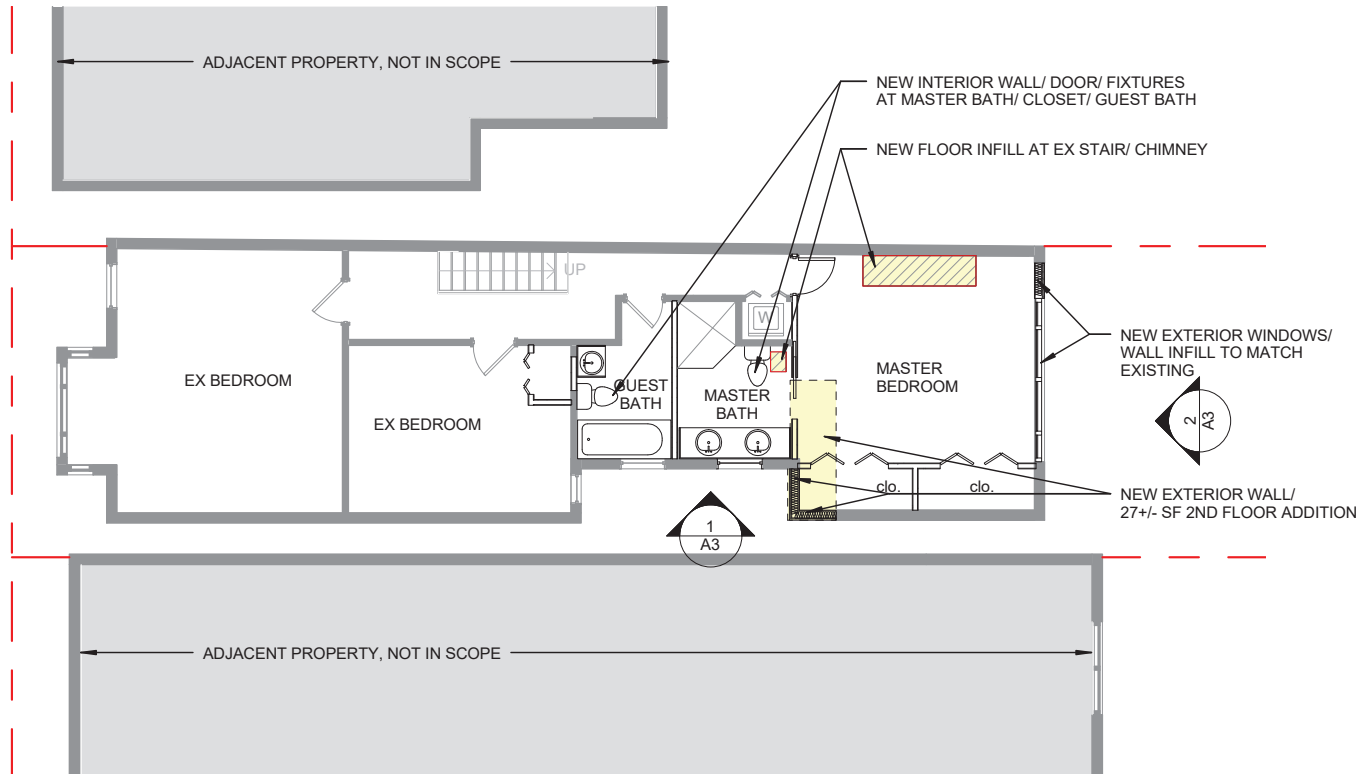 ADJACENT PROPERTY, NOT IN SCOPE
NEW INTERIOR WALL/ DOOR/ FIXTURES
AT MASTER BATH/ CLOSET/ GUEST BATH
NEW FLOOR INFILL AT EX STAIR/ CHIMNEY
UP
W
NEW EXTERIOR WINDOWS/
WALL INFILL TO MATCH
EXISTING
EX BEDROOM
GUEST
BATH
MASTER
BATH
MASTER
BEDROOM
EX BEDROOM
2
A3
clo.
clo.
NEW EXTERIOR WALL/
27+/- SF 2ND FLOOR ADDITION
1
A3
ADJACENT PROPERTY, NOT IN SCOPE